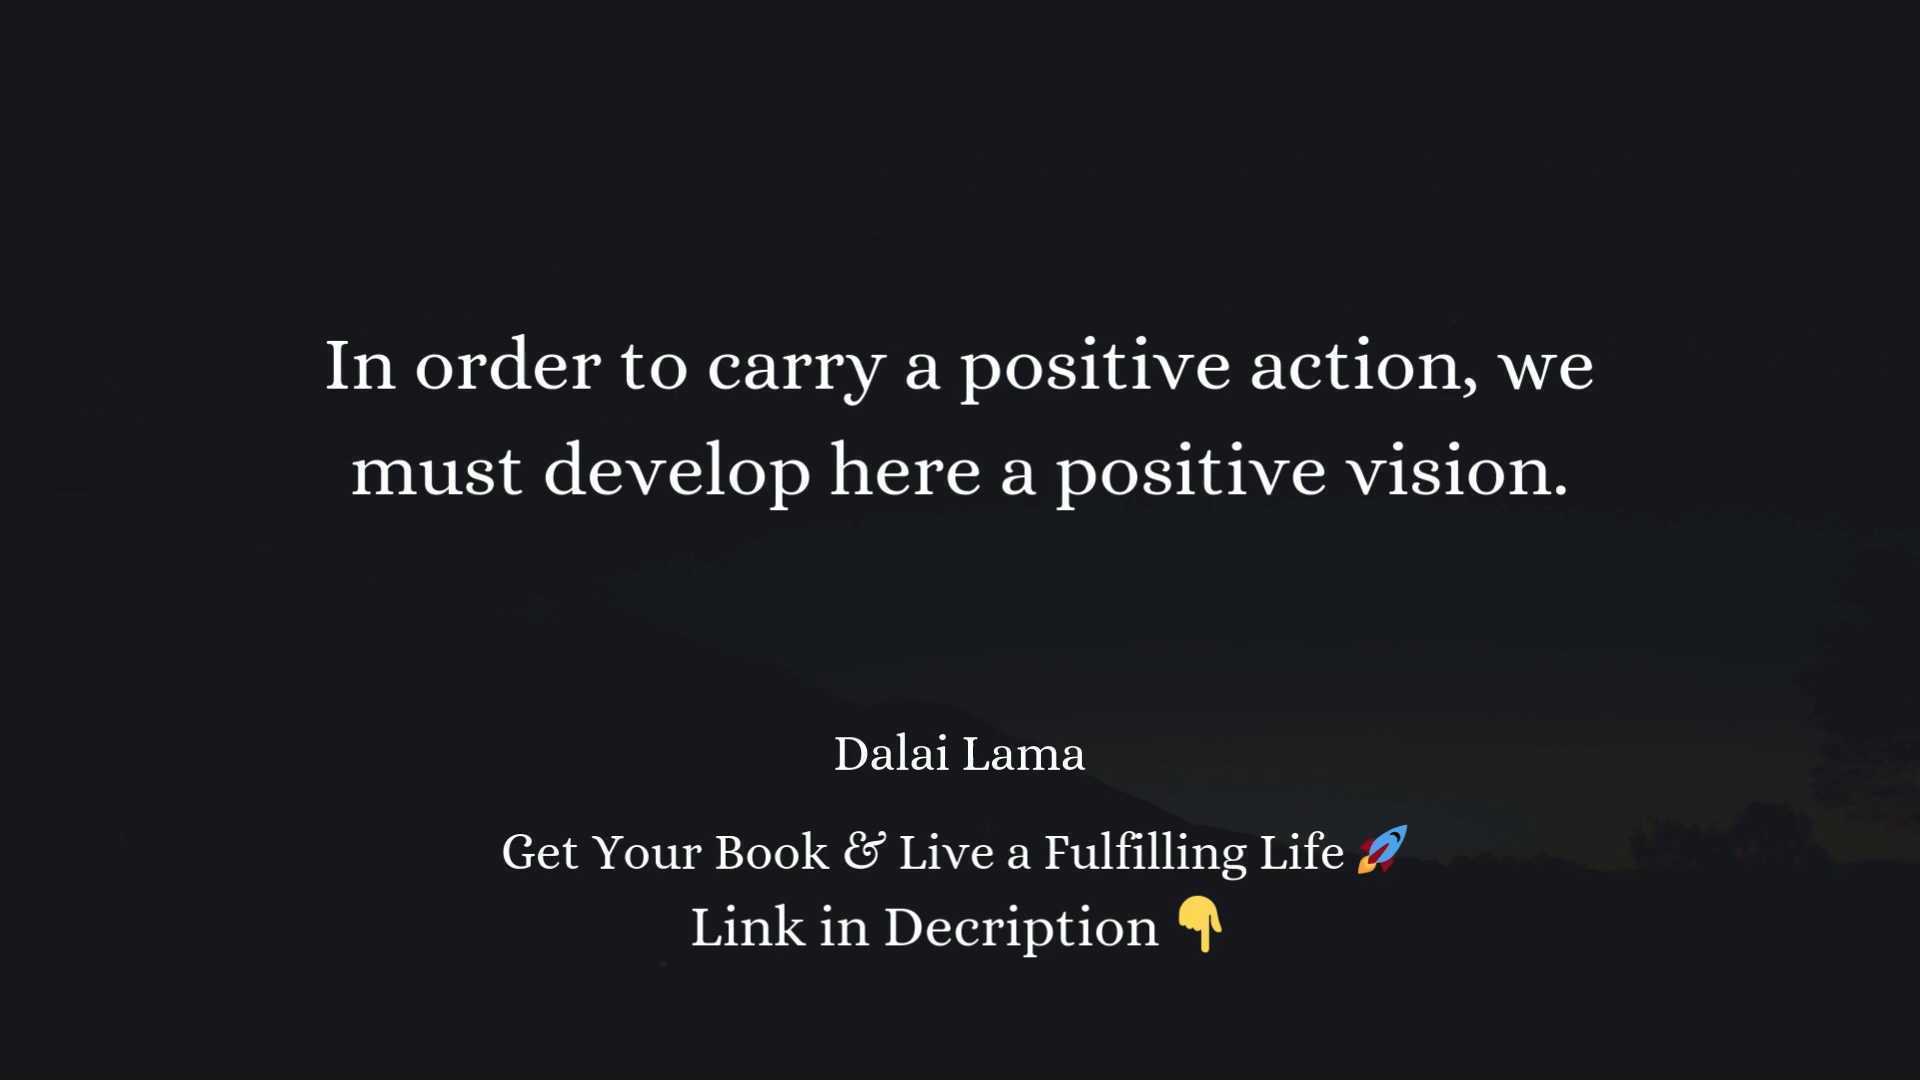 In order to carry a positive action, we
must develop here a positive vision.
Dalai Lama
Get Your Book & Live a Fulfilling Life 🚀
Link in Decription 👇